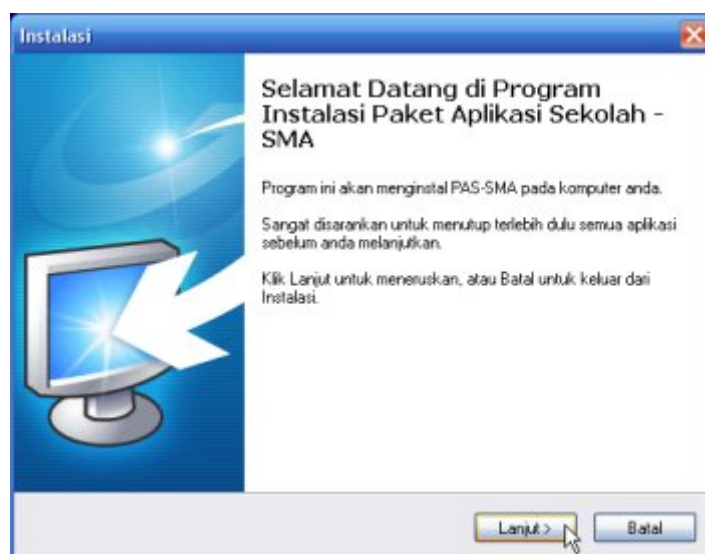 Instalasi
Selamat Datang di Program
Instalasi Paket Aplikasi Sekolah -
SMA
Program ini akan menginstal PAS-SMA pada komputer anda.
Sangat disarankan untuk menutup terlebih dulu semua aplikasi
sebelum anda melanjutkan.
Klik Lanjut untuk meneruskan, atau Batal untuk keluar dari
Instalasi.
Lanjut >
Batal